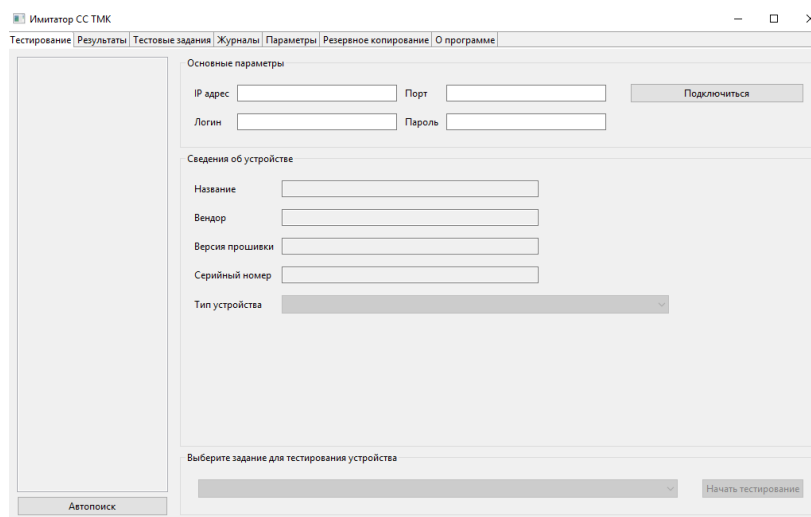 Имитатор СС ТМК
Тестирование Результаты Тестовые задания Журналы Параметры Резервное копирование О программе
Основные параметры
IP адрес Порт Подключиться
Логин Пароль
Сведения об устройстве
Название
Вендор
Версия прошивки
Серийный номер
Тип устройства
Выберите задание для тестирования устройства
Начать тестирование
Автопоиск